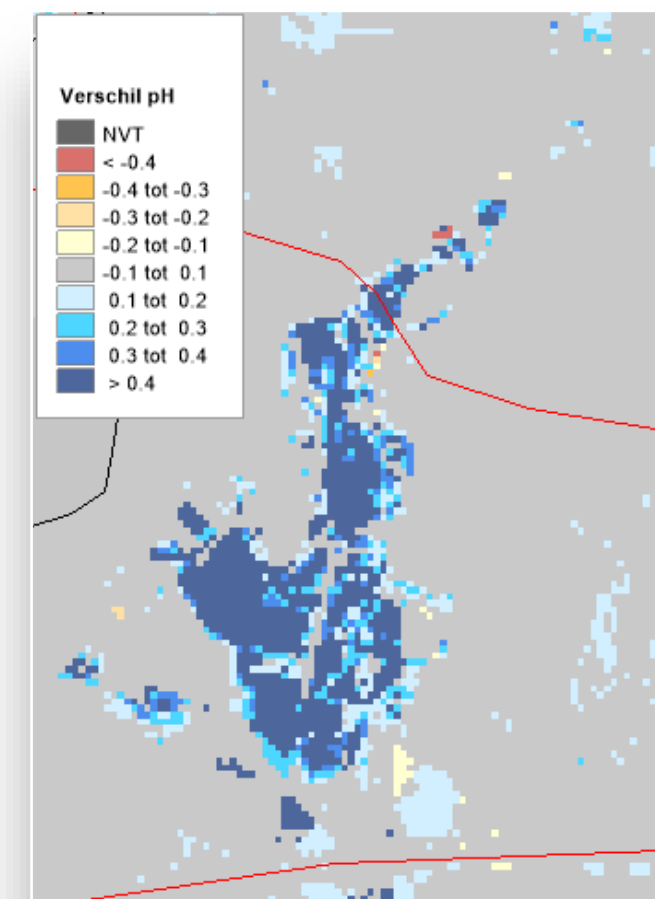 Verschil pH
NVT
< -0.4
-0.4 tot -0.3
-0.3 tot -0.2
-0.2 tot -0.1
-0.1 tot 0.1
0.1 tot 0.2
0.2 tot 0.3
0.3 tot 0.4
> 0.4